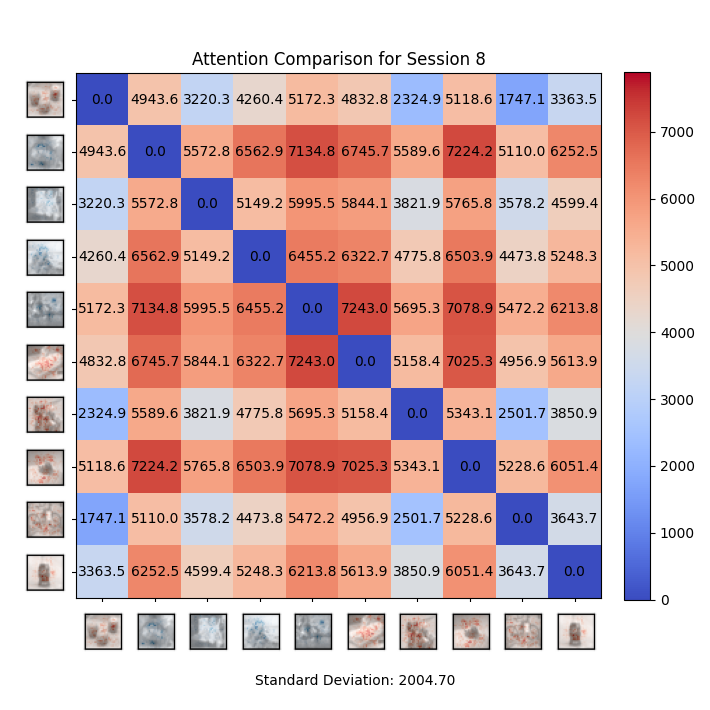 Attention Comparison for Session 8
0.0 4943.6 3220.3 4260.4 5172.3 4832.8 2324.9 5118.6 1747.1 3363.5
4943.6 0.0 5572.8 6562.9 7134.8 6745.7 5589.6 7224.2 5110.0 6252.5
3220.3 5572.8 0.0 5149.2 5995.5 5844.1 3821.9 5765.8 3578.2 4599.4
4260.4 6562.9 5149.2 0.0 6455.2 6322.7 4775.8 6503.9 4473.8 5248.3
5172.3 7134.8 5995.5 6455.2 0.0 7243.0 5695.3 7078.9 5472.2 6213.8
4832.8 6745.7 5844.1 6322.7 7243.0 0.0 5158.4 7025.3 4956.9 5613.9
2324.9 5589.6 3821.9 4775.8 5695.3 5158.4 0.0 5343.1 2501.7 3850.9
5118.6 7224.2 5765.8 6503.9 7078.9 7025.3 5343.1 0.0 5228.6 6051.4
1747.1 5110.0 3578.2 4473.8 5472.2 4956.9 2501.7 5228.6 0.0 3643.7
3363.5 6252.5 4599.4 5248.3 6213.8 5613.9 3850.9 6051.4 3643.7 0.0
7000
6000
5000
4000
3000
2000
1000
0
Standard Deviation: 2004.70